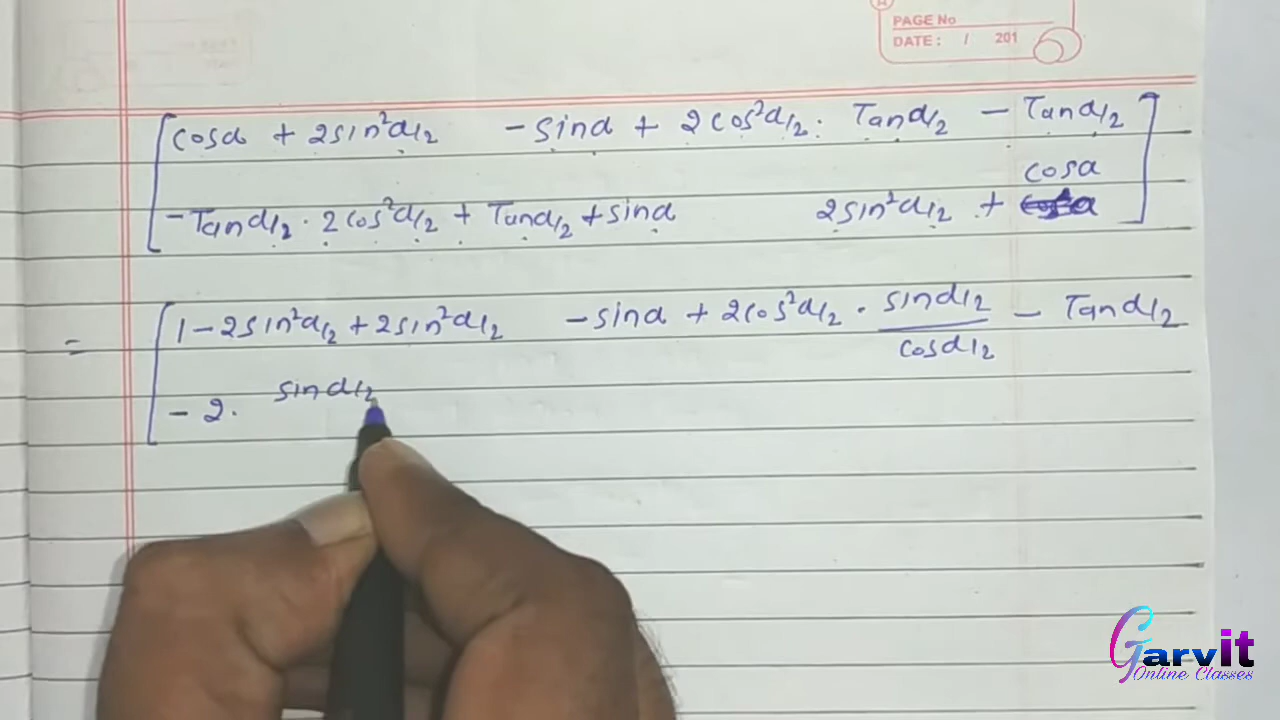 PAGE No
DATE: / 201
cosα + 2sin²α/2 - sinα + 2cos²α/2 . Tanα/2 - Tanα/2
cosα
-Tanα/2 . 2cos²α/2 + Tanα/2 + sinα 2sin²α/2 +
= 1 - 2sin²α/2 + 2sin²α/2 - sinα + 2cos²α/2 . sinα/2 - Tanα/2
cosα/2
- 2 . sinα/2
Garvit
Online Classes